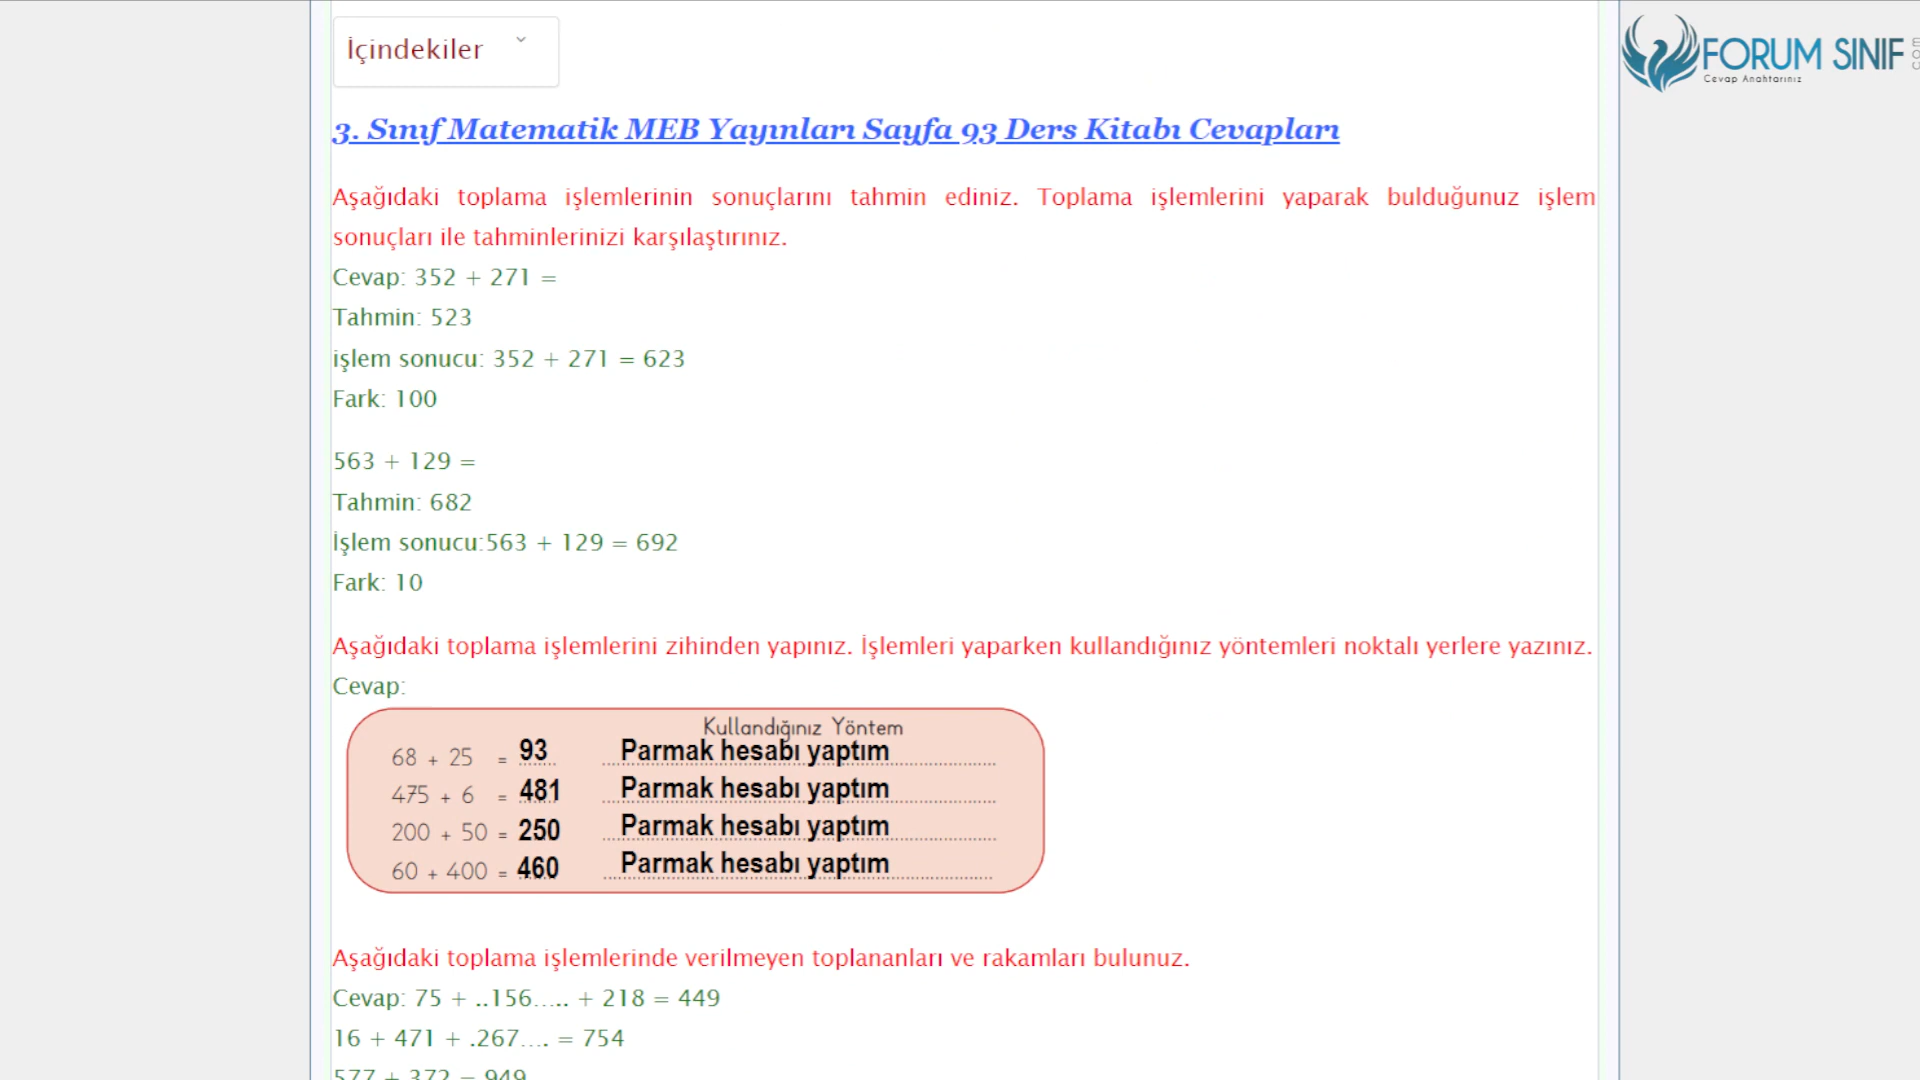 İçindekiler
FORUM SINIF
Cevap Anahtarınız
3. Sınıf Matematik MEB Yayınları Sayfa 93 Ders Kitabı Cevapları
Aşağıdaki toplama işlemlerinin sonuçlarını tahmin ediniz. Toplama işlemlerini yaparak bulduğunuz işlem
sonuçları ile tahminlerinizi karşılaştırınız.
Cevap: 352 + 271 =
Tahmin: 523
işlem sonucu: 352 + 271 = 623
Fark: 100
563 + 129 =
Tahmin: 682
İşlem sonucu:563 + 129 = 692
Fark: 10
Aşağıdaki toplama işlemlerini zihinden yapınız. İşlemleri yaparken kullandığınız yöntemleri noktalı yerlere yazınız.
Cevap:
Kullandığınız Yöntem
68 + 25 = 93 Parmak hesabı yaptım
475 + 6 = 481 Parmak hesabı yaptım
200 + 50 = 250 Parmak hesabı yaptım
60 + 400 = 460 Parmak hesabı yaptım
Aşağıdaki toplama işlemlerinde verilmeyen toplananları ve rakamları bulunuz.
Cevap: 75 + ..156….. + 218 = 449
16 + 471 + .267…. = 754
577 + 372 = 949